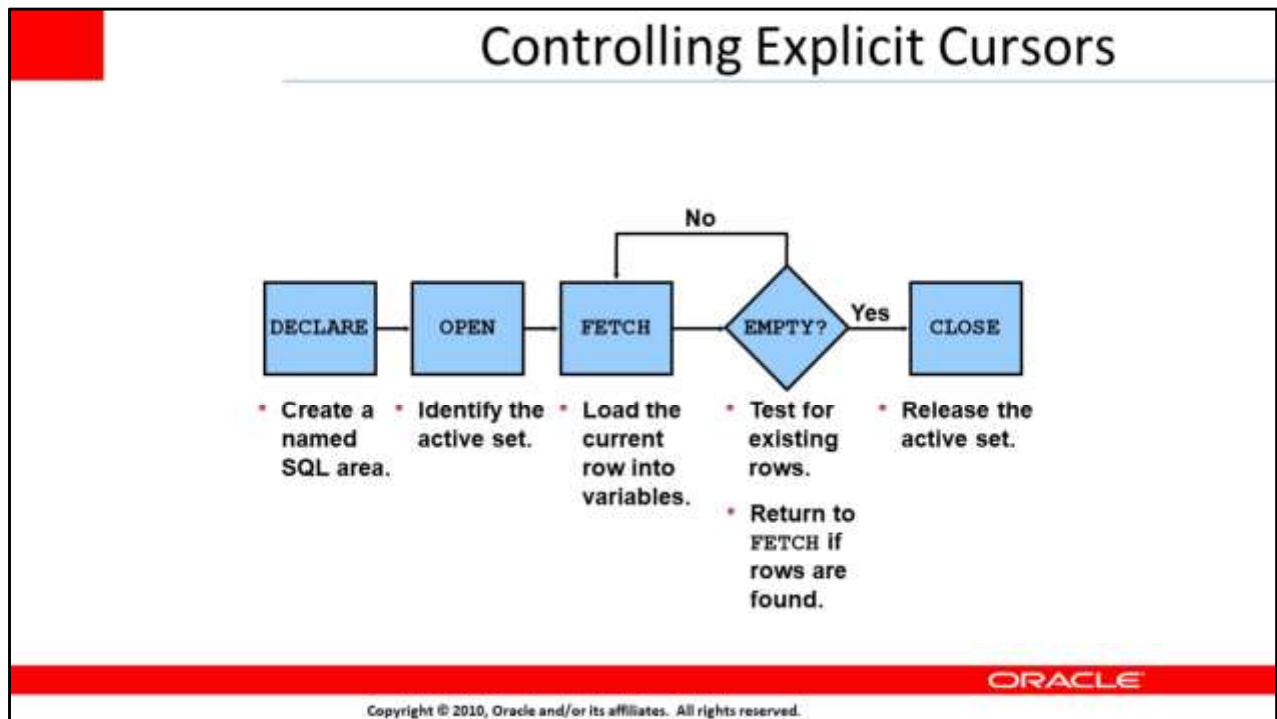 Controlling Explicit Cursors
No
DECLARE
OPEN
FETCH
EMPTY?
Yes
CLOSE
• Create a
named
SQL area.
• Identify the
active set.
• Load the
current
row into
variables.
• Test for
existing
rows.
• Return to
FETCH if
rows are
found.
• Release the
active set.
ORACLE
Copyright © 2010, Oracle and/or its affiliates. All rights reserved.